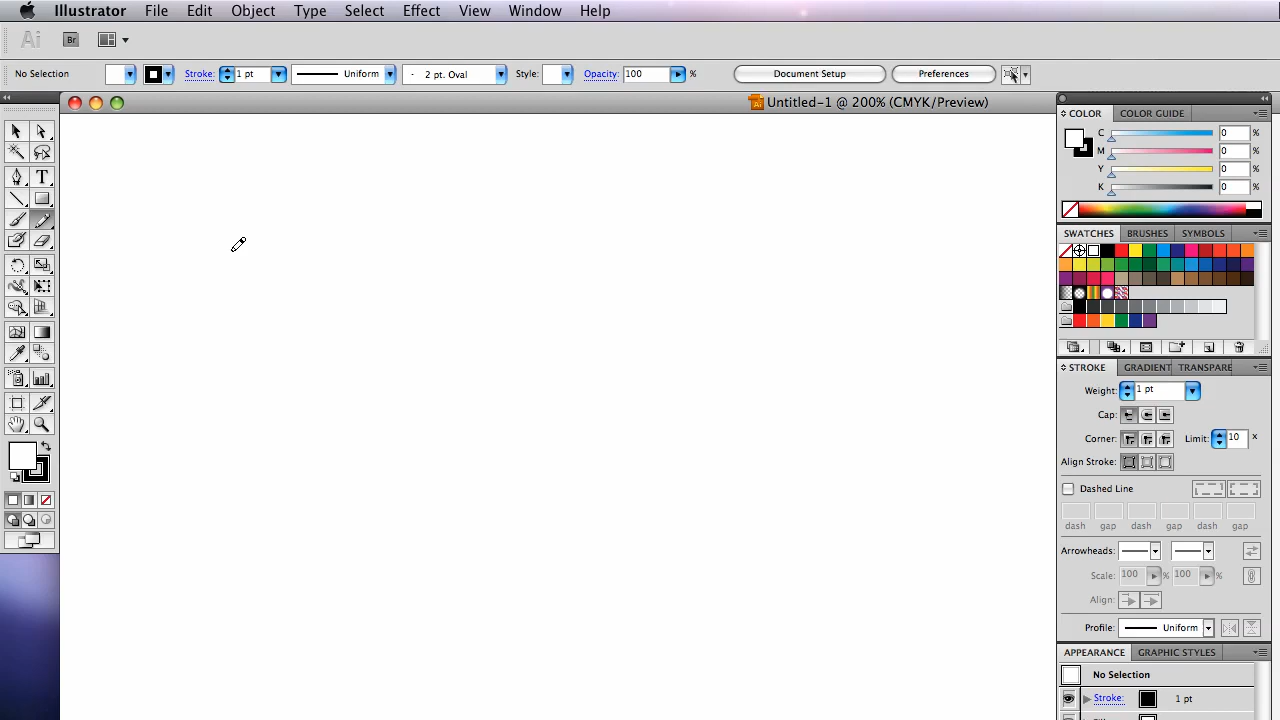 Illustrator File Edit Object Type Select Effect View Window Help
Ai Br
No Selection Stroke: 1 pt Uniform 2 pt. Oval Style: Opacity: 100 % Document Setup Preferences
Untitled-1 @ 200% (CMYK/Preview)
COLOR COLOR GUIDE
C 0 %
M 0 %
Y 0 %
K 0 %
SWATCHES BRUSHES SYMBOLS
STROKE GRADIENT TRANSPARE
Weight: 1 pt
Cap:
Corner: Limit: 10 x
Align Stroke:
Dashed Line
dash gap dash gap dash gap
Arrowheads:
Scale: 100 % 100 %
Align:
Profile: Uniform
APPEARANCE GRAPHIC STYLES
No Selection
Stroke: 1 pt